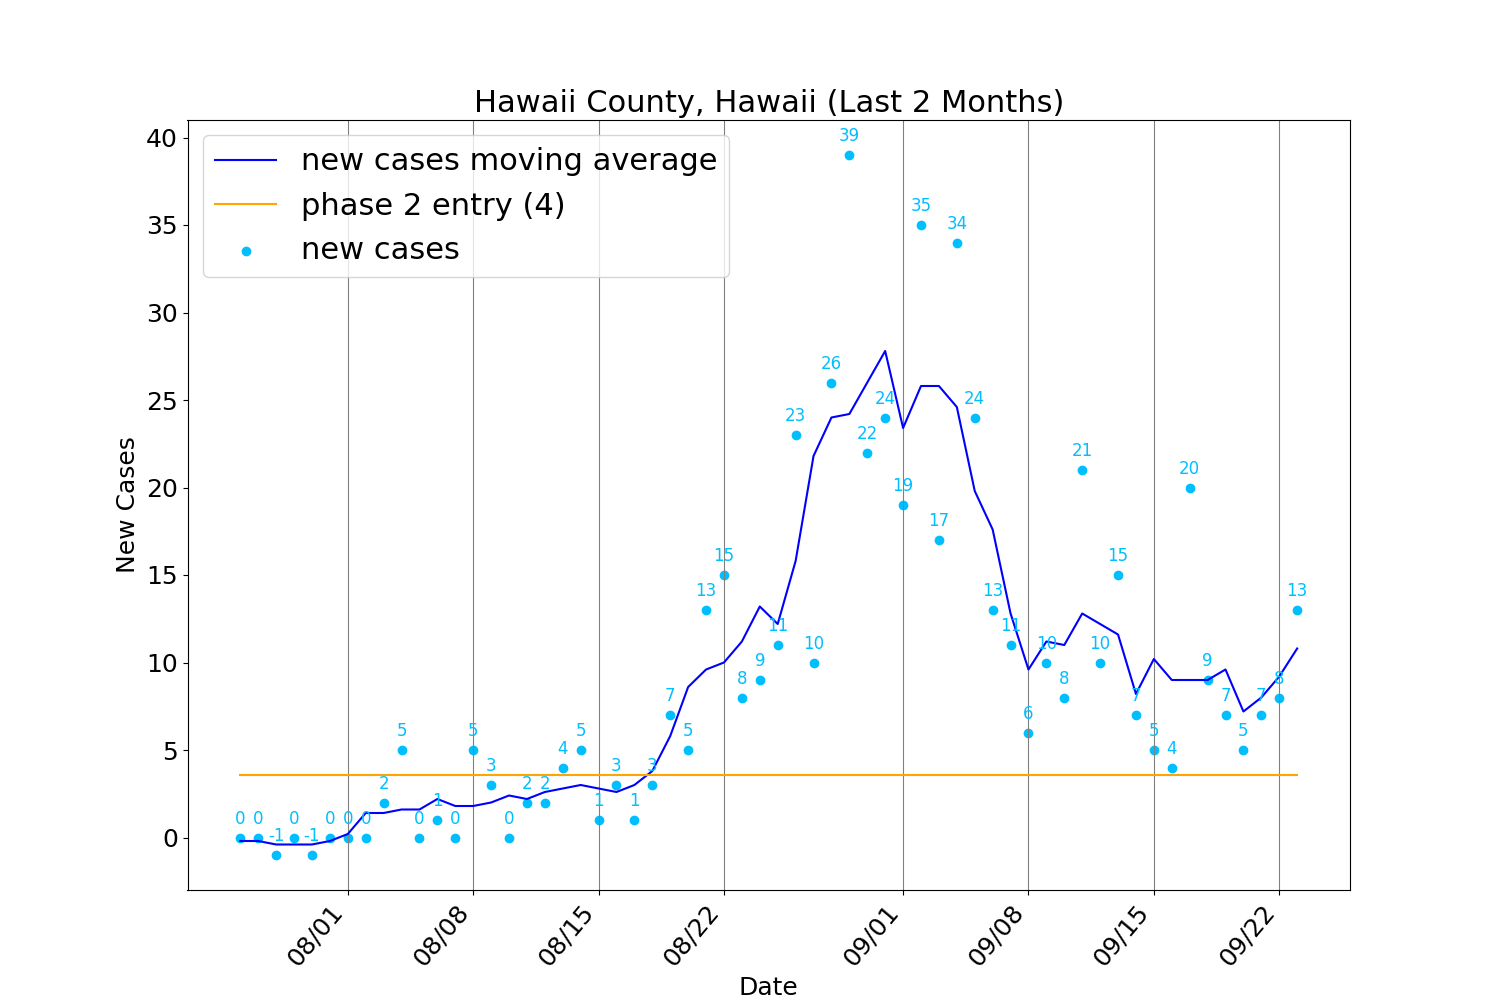 Hawaii County, Hawaii (Last 2 Months)
new cases moving average
phase 2 entry (4)
new cases
New Cases
40
35
30
25
20
15
10
5
0
0 0 -1 0 -1 0 0 0 2 5 0 1 0 5 3 0 2 2 4 5 1 3 1 3 7 5 13 15 8 9 11 23 10 26 39 22 24 19 35 17 34 24 13 11 6 10 8 21 10 15 7 5 4 20 9 7 5 7 8 13
08/01 08/08 08/15 08/22 09/01 09/08 09/15 09/22
Date